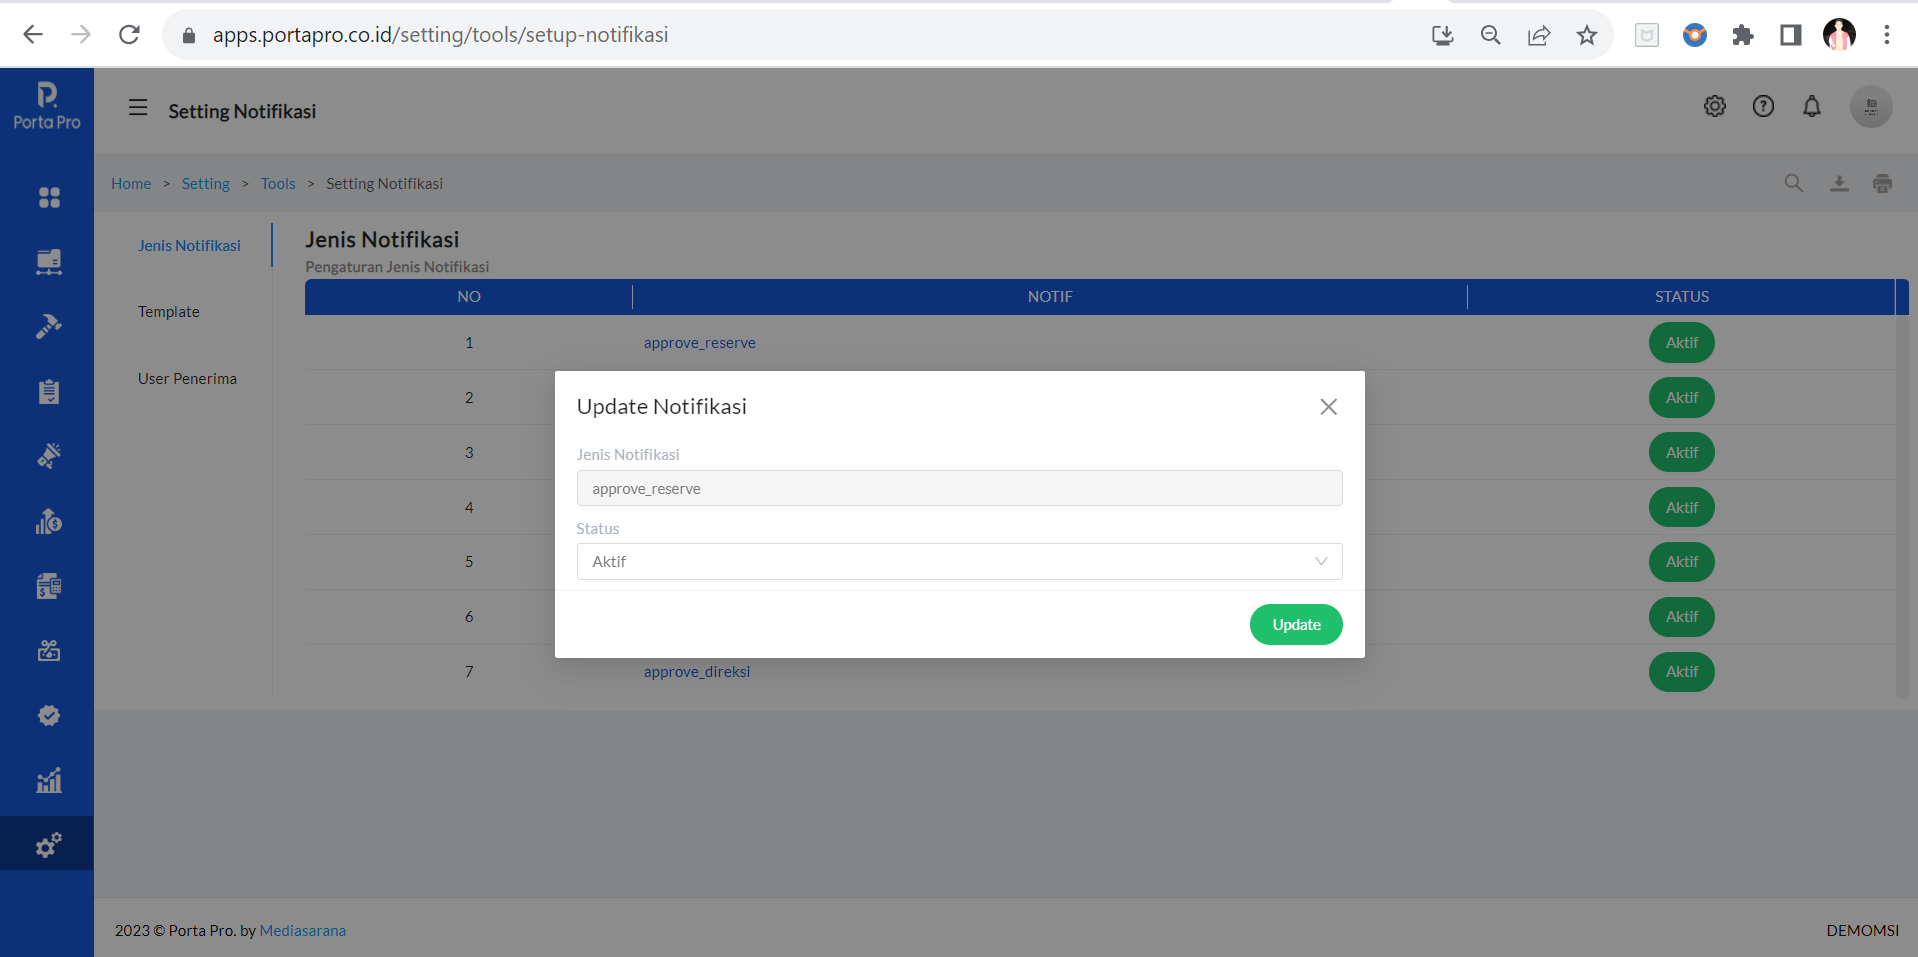 apps.portapro.co.id/setting/tools/setup-notifikasi
Porta Pro
Setting Notifikasi
Home > Setting > Tools > Setting Notifikasi
Jenis Notifikasi
Template
User Penerima
Jenis Notifikasi
Pengaturan Jenis Notifikasi
NO NOTIF STATUS
1 approve_reserve Aktif
2 Aktif
3 Aktif
4 Aktif
5 Aktif
6 Aktif
7 approve_direksi Aktif
Update Notifikasi
Jenis Notifikasi
approve_reserve
Status
Aktif
Update
2023 © Porta Pro. by Mediasarana
DEMOMSI